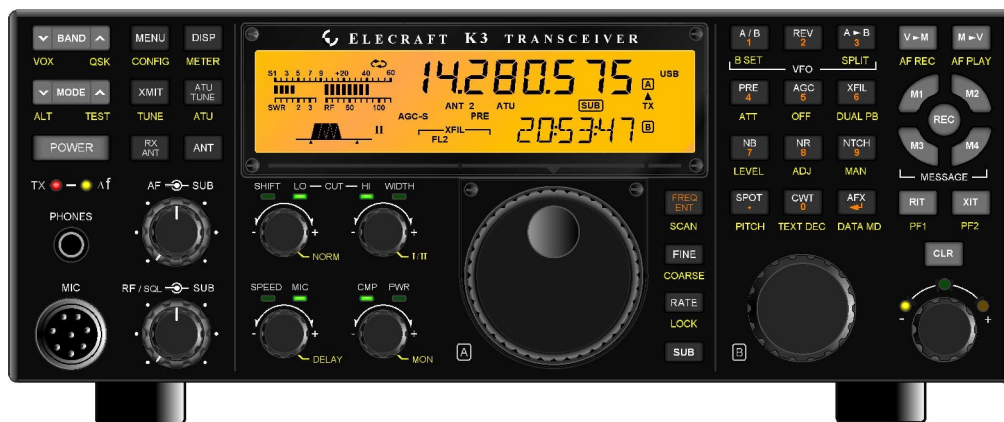 ELECRAFT K3 TRANSCEIVER
BAND MENU DISP
VOX QSK CONFIG METER
MODE XMIT ATU TUNE
ALT TEST TUNE ATU
POWER RX ANT ANT
TX Δf
AF SUB
PHONES
MIC
RF / SQL SUB
S1 3 5 7 9 +20 40 60
SWR 2 3 RF 50 100
14.280.575 A USB
ANT 2 ATU SUB TX
AGC-S PRE
XFIL
FL2
II
20:53:47 B
SHIFT LO CUT HI WIDTH
- + - +
NORM I/II
SPEED MIC CMP PWR
- + - +
DELAY MON
A
FREQ ENT
SCAN
FINE
COARSE
RATE
LOCK
SUB
A / B 1 REV 2 A►B 3
B SET VFO SPLIT
PRE 4 AGC 5 XFIL 6
ATT OFF DUAL PB
NB 7 NR 8 NTCH 9
LEVEL ADJ MAN
SPOT . CWT 0 AFX
PITCH TEXT DEC DATA MD
B
V►M M►V
AF REC AF PLAY
M1 M2
REC
M3 M4
MESSAGE
RIT XIT
PF1 PF2
CLR
- +